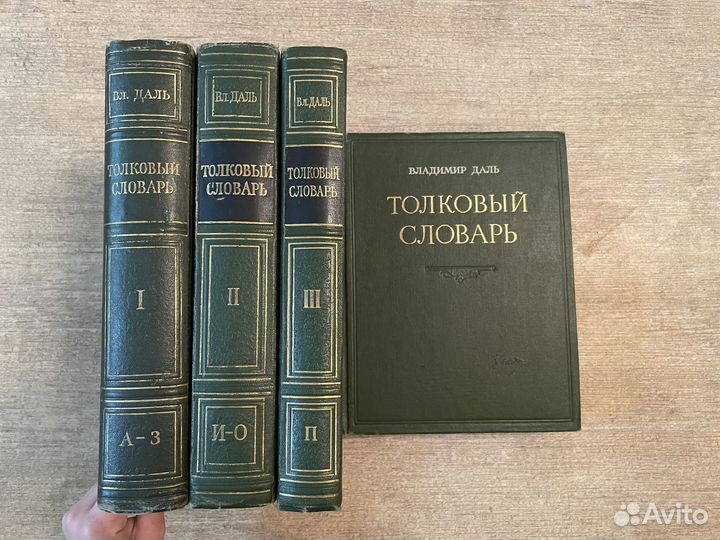 Вл. ДАЛЬ
ТОЛКОВЫЙ
СЛОВАРЬ
I
А-З
Вл. ДАЛЬ
ТОЛКОВЫЙ
СЛОВАРЬ
II
И-О
Вл. ДАЛЬ
ТОЛКОВЫЙ
СЛОВАРЬ
III
П
ВЛАДИМИР ДАЛЬ
ТОЛКОВЫЙ
СЛОВАРЬ
Avito